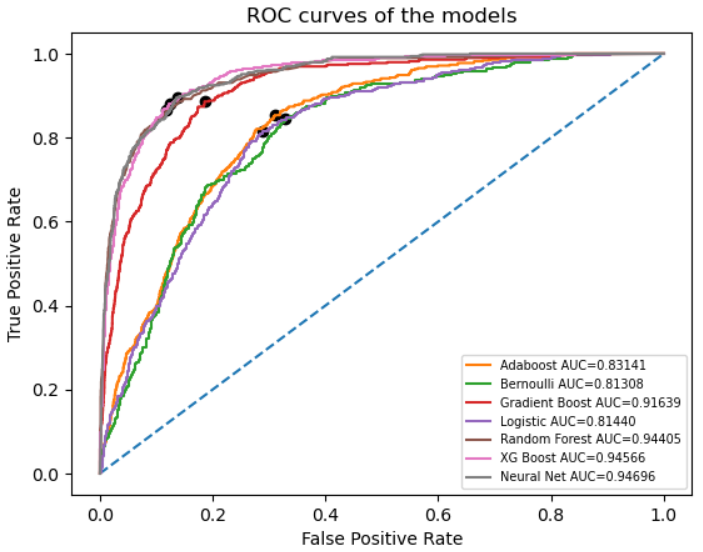 ROC curves of the models
True Positive Rate
1.0
0.8
0.6
0.4
0.2
0.0
Adaboost AUC=0.83141
Bernoulli AUC=0.81308
Gradient Boost AUC=0.91639
Logistic AUC=0.81440
Random Forest AUC=0.94405
XG Boost AUC=0.94566
Neural Net AUC=0.94696
0.0 0.2 0.4 0.6 0.8 1.0
False Positive Rate